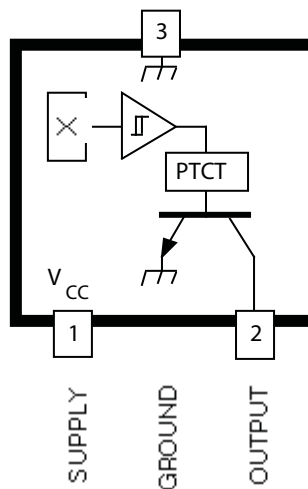 3
X
PTCT
V CC
1
2
SUPPLY
GROUND
OUTPUT